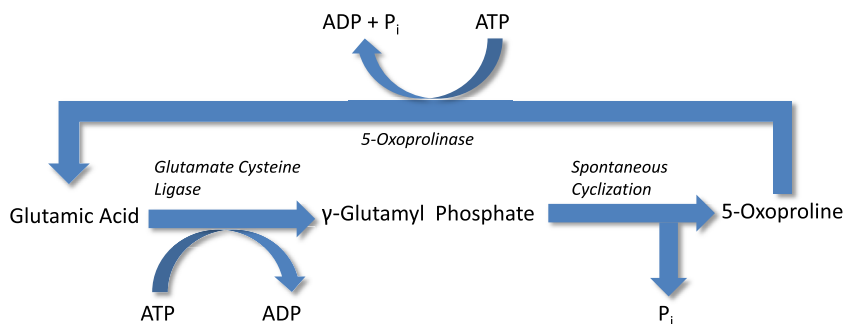 ADP + Pi ATP
5-Oxoprolinase
Glutamate Cysteine
Ligase
Spontaneous
Cyclization
Glutamic Acid γ-Glutamyl Phosphate 5-Oxoproline
ATP ADP Pi